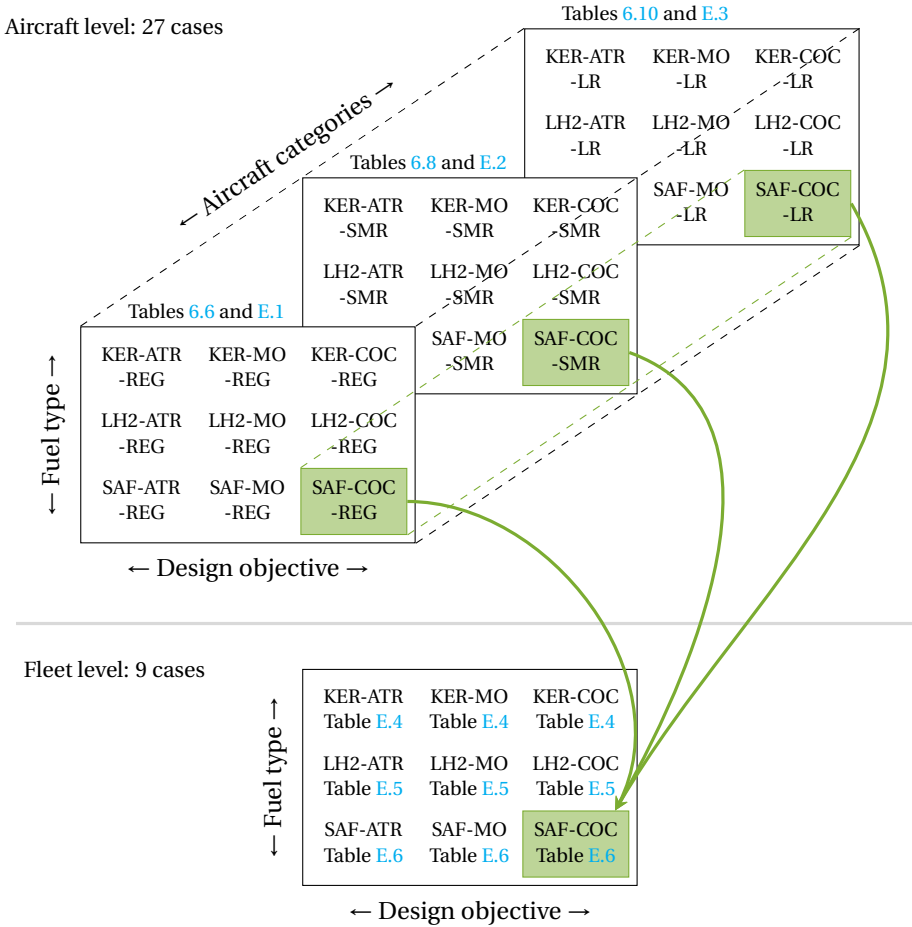 Aircraft level: 27 cases
Tables 6.10 and E.3
KER-ATR KER-MO KER-COC
-LR -LR -LR
LH2-ATR LH2-MO LH2-COC
-LR -LR -LR
SAF-MO SAF-COC
-LR -LR
← Aircraft categories →
Tables 6.8 and E.2
KER-ATR KER-MO KER-COC
-SMR -SMR -SMR
LH2-ATR LH2-MO LH2-COC
-SMR -SMR -SMR
SAF-MO SAF-COC
-SMR -SMR
Tables 6.6 and E.1
KER-ATR KER-MO KER-COC
-REG -REG -REG
LH2-ATR LH2-MO LH2-COC
-REG -REG -REG
SAF-ATR SAF-MO SAF-COC
-REG -REG -REG
← Fuel type →
← Design objective →
Fleet level: 9 cases
KER-ATR KER-MO KER-COC
Table E.4 Table E.4 Table E.4
LH2-ATR LH2-MO LH2-COC
Table E.5 Table E.5 Table E.5
SAF-ATR SAF-MO SAF-COC
Table E.6 Table E.6 Table E.6
← Fuel type →
← Design objective →